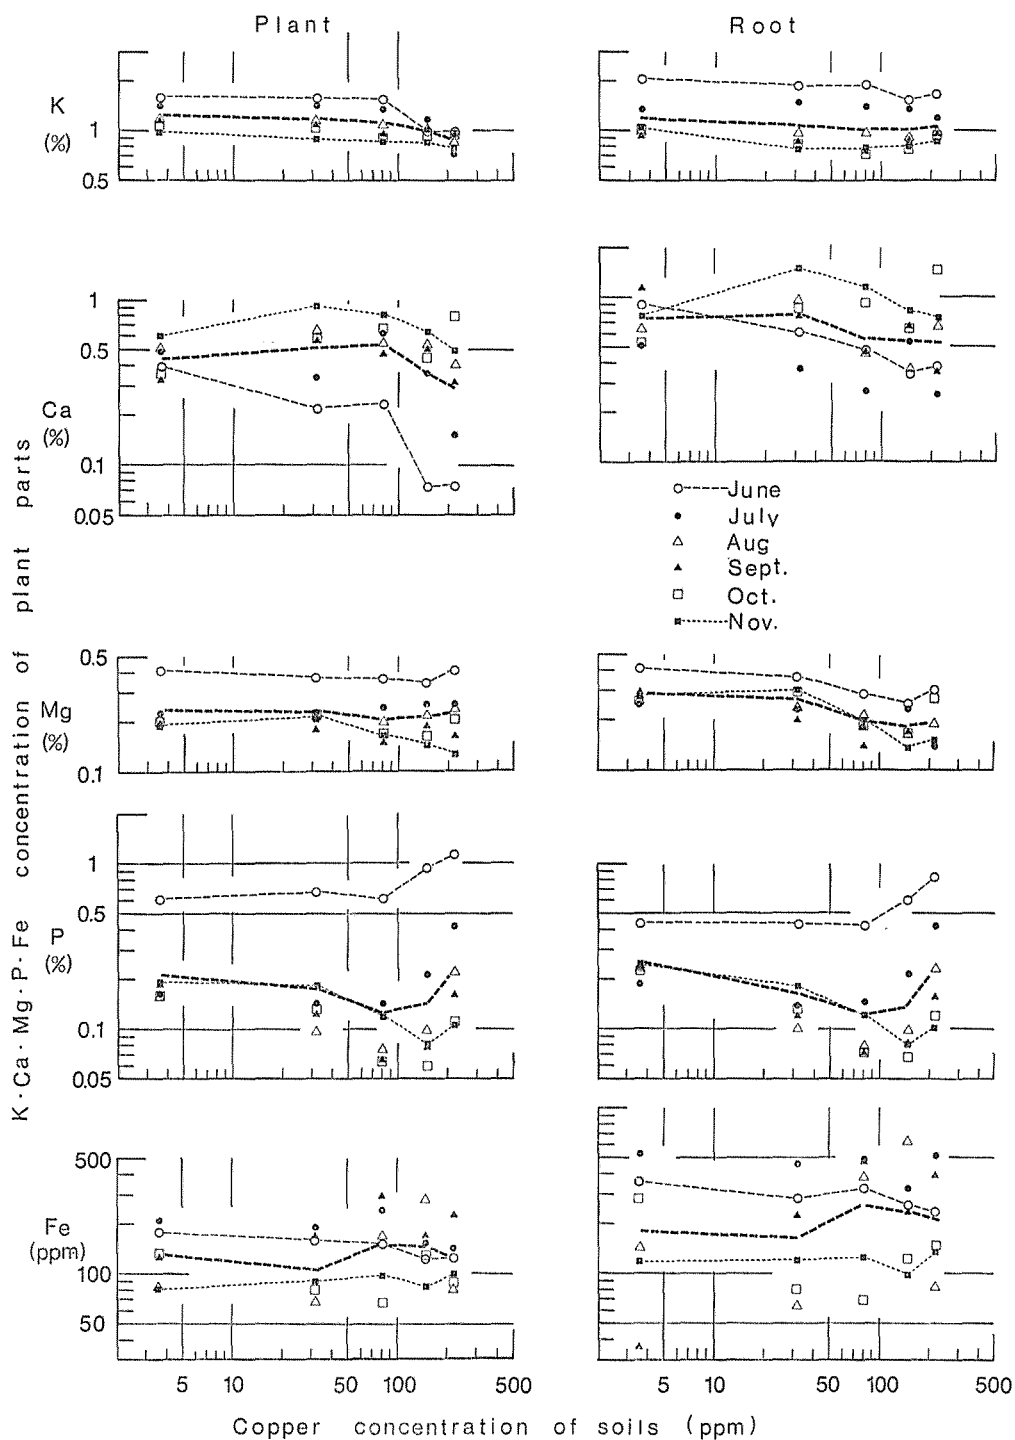 Plant
Root
K
(%)
1
0.5
1
0.5
Ca
(%)
0.1
0.05
June
July
Aug
Sept.
Oct.
Nov.
0.5
Mg
(%)
0.1
1
0.5
P
(%)
0.1
0.05
500
Fe
(ppm)
100
50
5 10 50 100 500
5 10 50 100 500
Copper concentration of soils (ppm)
K·Ca·Mg·P·Fe concentration of plant parts